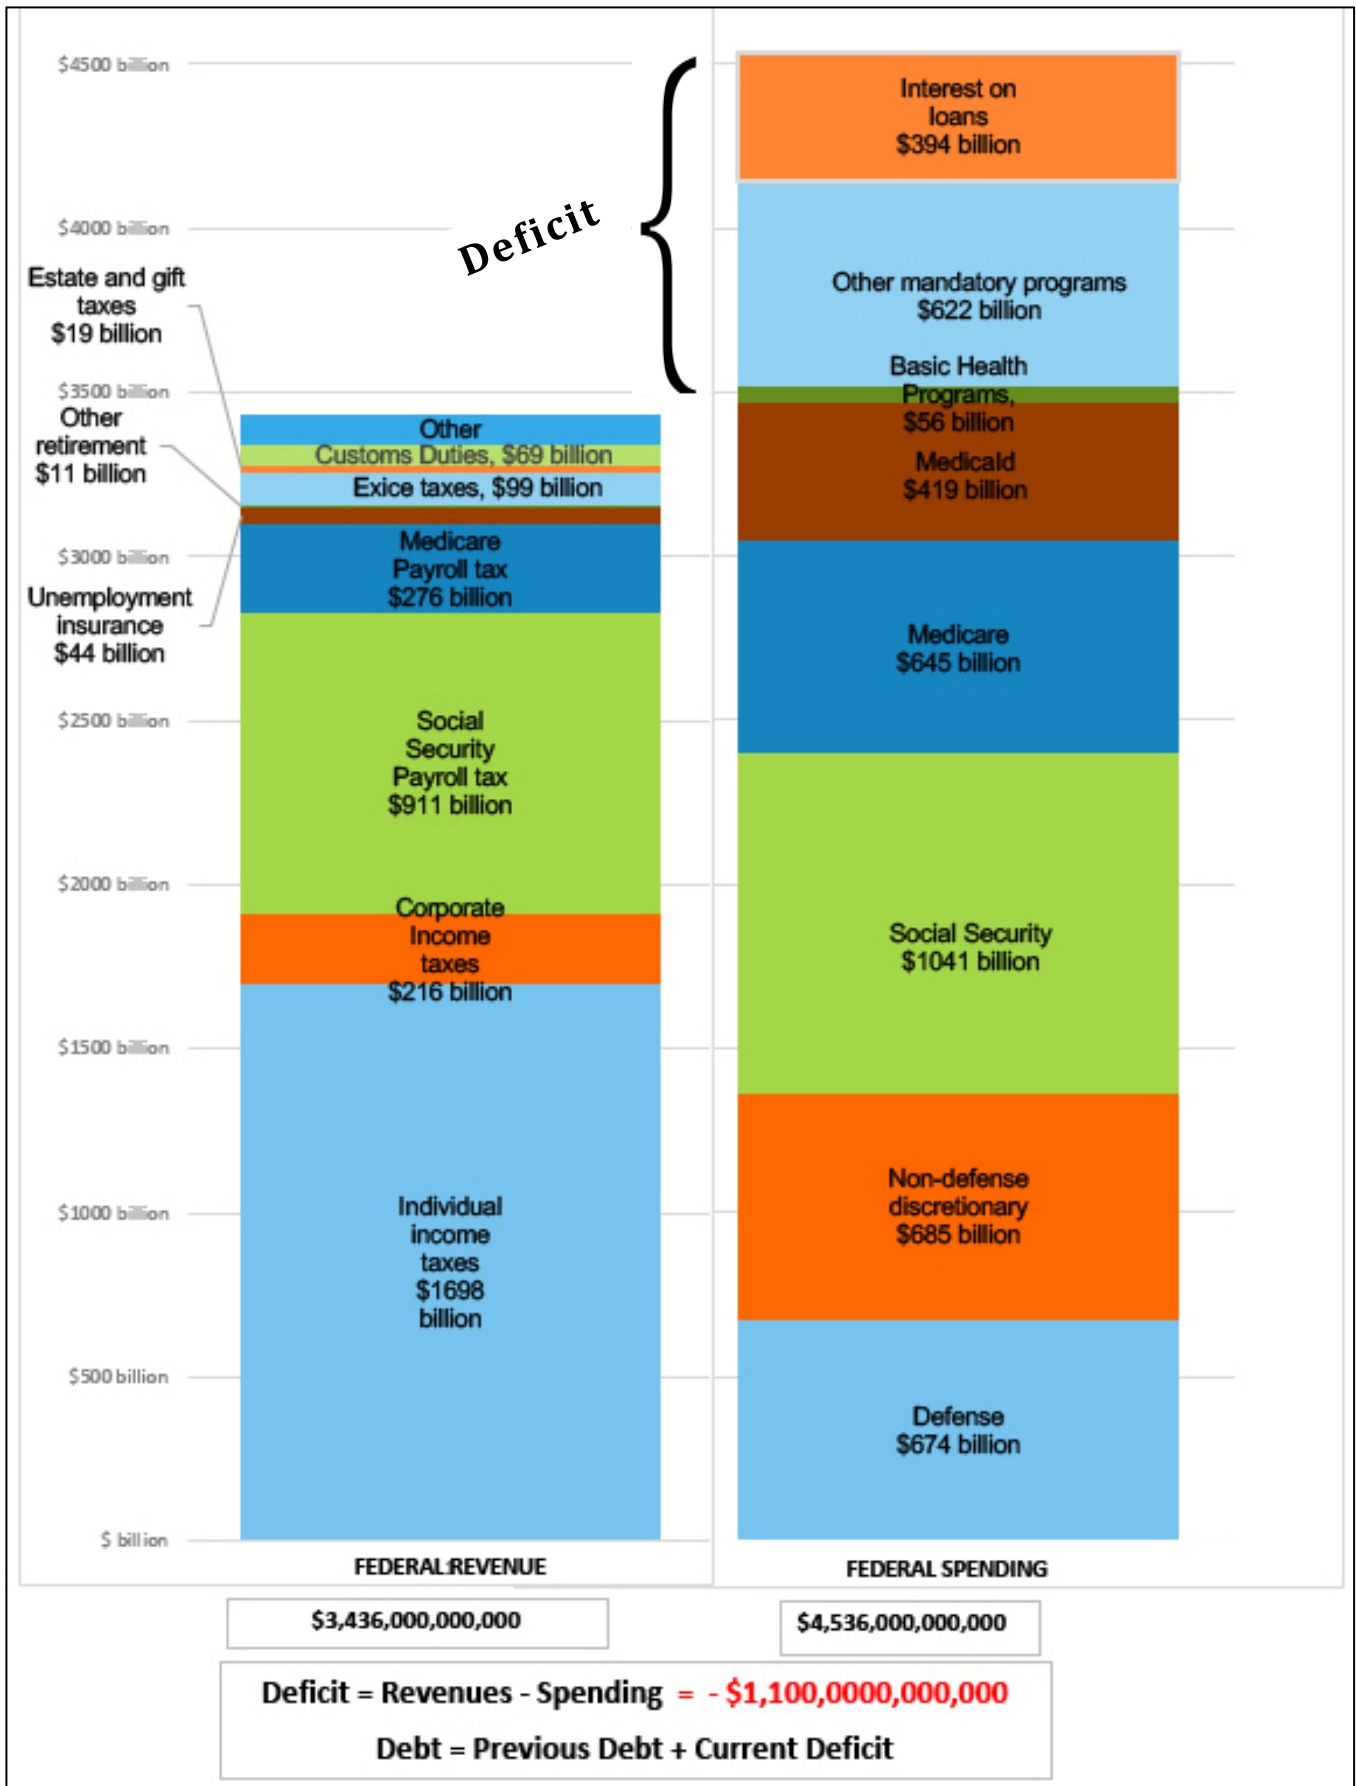 $4500 billion
$4000 billion
Estate and gift
taxes
$19 billion
$3500 billion
Other
retirement
$11 billion
$3000 billion
Unemployment
insurance
$44 billion
$2500 billion
$2000 billion
$1500 billion
$1000 billion
$500 billion
$ billion
Deficit
Other
Customs Duties, $69 billion
Exice taxes, $99 billion
Medicare
Payroll tax
$276 billion
Social
Security
Payroll tax
$911 billion
Corporate
Income
taxes
$216 billion
Individual
income
taxes
$1698
billion
FEDERAL REVENUE
Interest on
loans
$394 billion
Other mandatory programs
$622 billion
Basic Health
Programs,
$56 billion
Medicald
$419 billion
Medicare
$645 billion
Social Security
$1041 billion
Non-defense
discretionary
$685 billion
Defense
$674 billion
FEDERAL SPENDING
$3,436,000,000,000
$4,536,000,000,000
Deficit = Revenues - Spending = - $1,100,0000,000,000
Debt = Previous Debt + Current Deficit